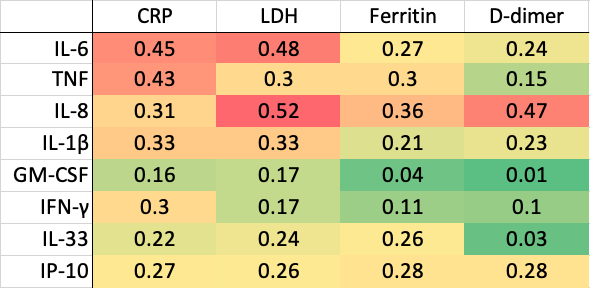 CRP LDH Ferritin D-dimer
IL-6 0.45 0.48 0.27 0.24
TNF 0.43 0.3 0.3 0.15
IL-8 0.31 0.52 0.36 0.47
IL-1β 0.33 0.33 0.21 0.23
GM-CSF 0.16 0.17 0.04 0.01
IFN-γ 0.3 0.17 0.11 0.1
IL-33 0.22 0.24 0.26 0.03
IP-10 0.27 0.26 0.28 0.28